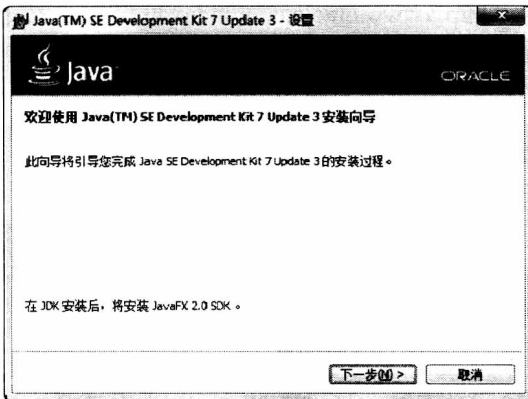 Java(TM) SE Development Kit 7 Update 3 - 设置
Java
ORACLE
欢迎使用 Java(TM) SE Development Kit 7 Update 3 安装向导
此向导将引导您完成 Java SE Development Kit 7 Update 3 的安装过程。
在 JDK 安装后，将安装 JavaFX 2.0 SDK。
下一步(N) >
取消